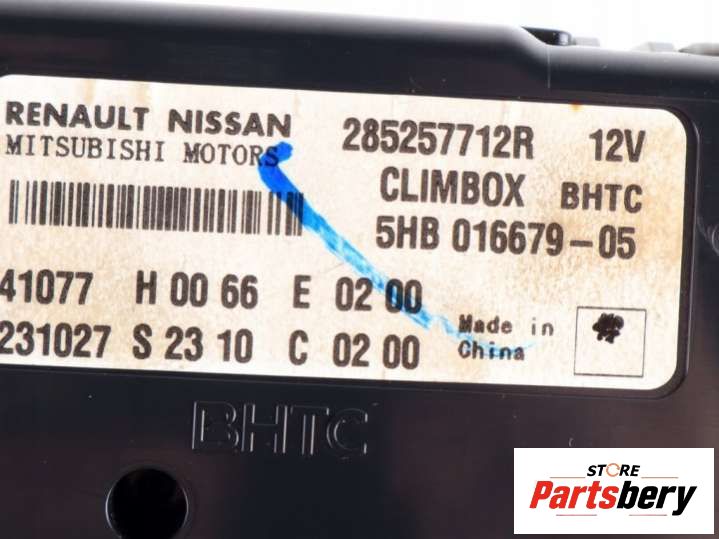 RENAULT NISSAN
MITSUBISHI MOTORS
285257712R 12V
CLIMBOX BHTC
5HB 016679-05
41077 H 00 66 E 02 00
231027 S 23 10 C 02 00
Made in
China
BHTC
STORE
Partsbery